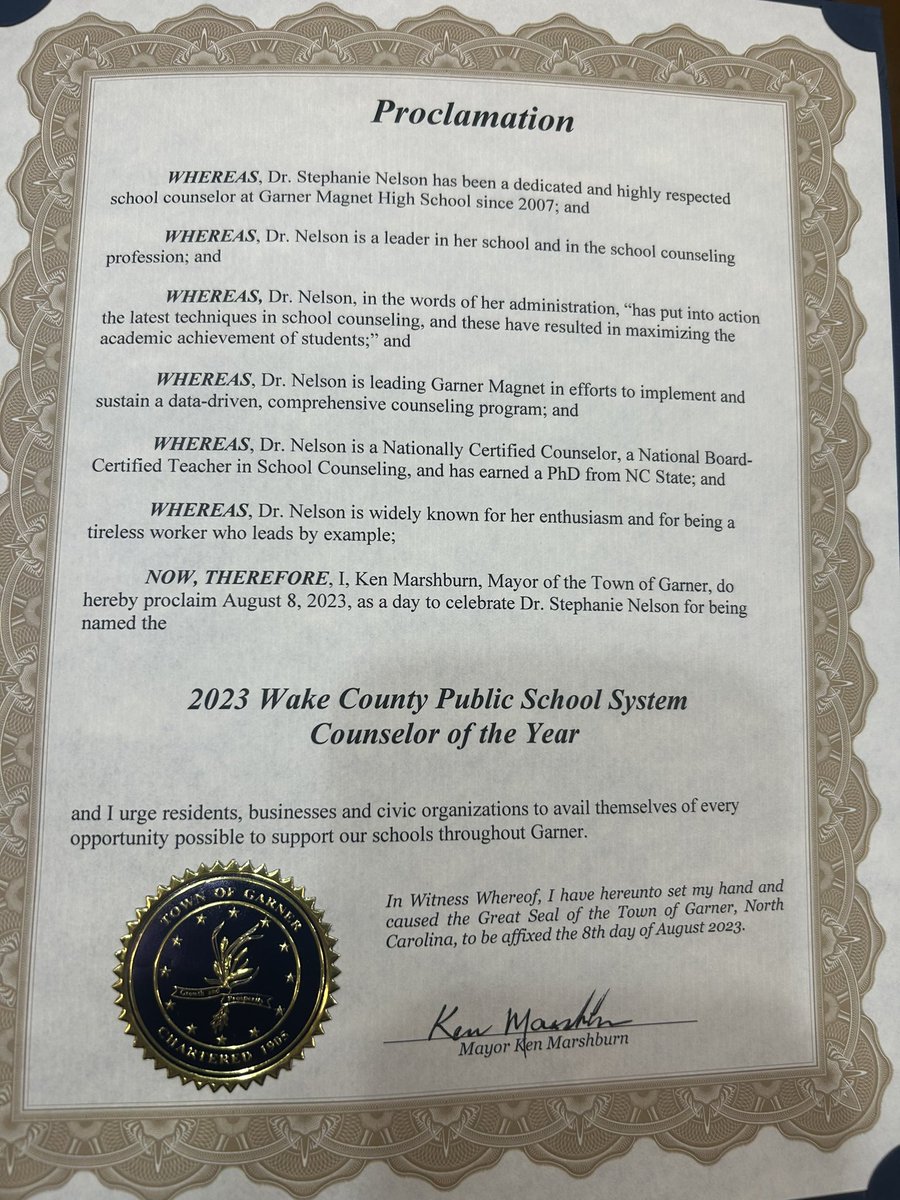 Proclamation
WHEREAS, Dr. Stephanie Nelson has been a dedicated and highly respected
school counselor at Garner Magnet High School since 2007; and
WHEREAS, Dr. Nelson is a leader in her school and in the school counseling
profession; and
WHEREAS, Dr. Nelson, in the words of her administration, “has put into action
the latest techniques in school counseling, and these have resulted in maximizing the
academic achievement of students;” and
WHEREAS, Dr. Nelson is leading Garner Magnet in efforts to implement and
sustain a data-driven, comprehensive counseling program; and
WHEREAS, Dr. Nelson is a Nationally Certified Counselor, a National Board-
Certified Teacher in School Counseling, and has earned a PhD from NC State; and
WHEREAS, Dr. Nelson is widely known for her enthusiasm and for being a
tireless worker who leads by example;
NOW, THEREFORE, I, Ken Marshburn, Mayor of the Town of Garner, do
hereby proclaim August 8, 2023, as a day to celebrate Dr. Stephanie Nelson for being
named the
2023 Wake County Public School System
Counselor of the Year
and I urge residents, businesses and civic organizations to avail themselves of every
opportunity possible to support our schools throughout Garner.
In Witness Whereof, I have hereunto set my hand and
caused the Great Seal of the Town of Garner, North
Carolina, to be affixed the 8th day of August 2023.
Ken Marshburn
Mayor Ken Marshburn
TOWN OF GARNER
Growth and Prosperity
CHARTERED 1905